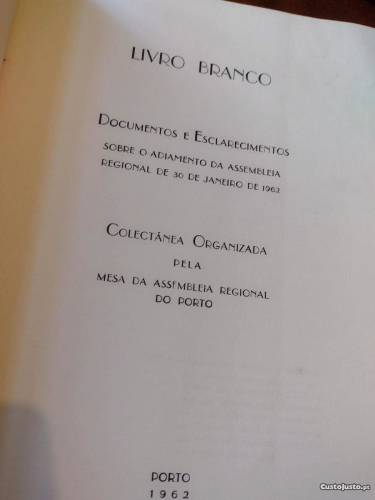 LIVRO BRANCO
DOCUMENTOS E ESCLARECIMENTOS
SOBRE O ADIAMENTO DA ASSEMBLEIA
REGIONAL DE 30 DE JANEIRO DE 1962
COLECTÂNEA ORGANIZADA
PELA
MESA DA ASSEMBLEIA REGIONAL
DO PORTO
PORTO
1962
CustoJusto.pt